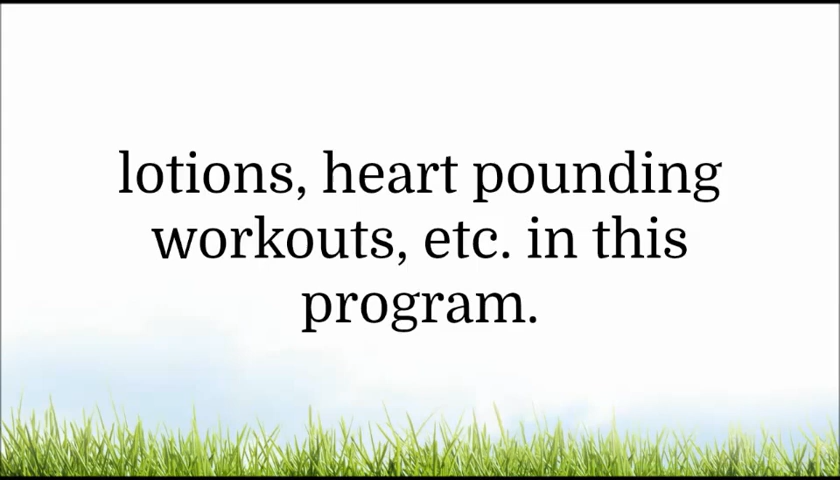 lotions, heart pounding
workouts, etc. in this
program.